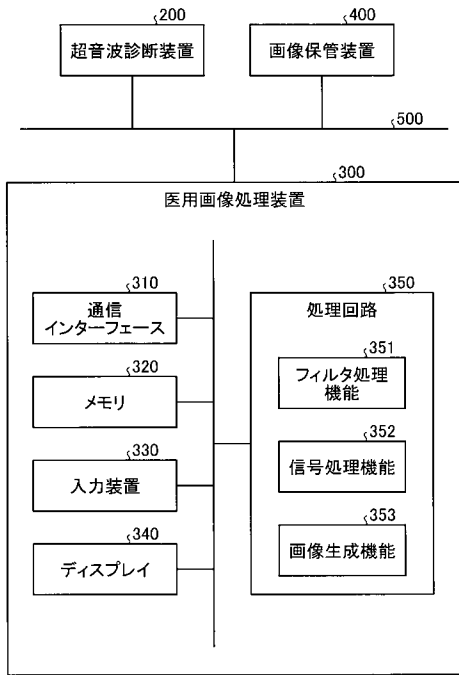 200
超音波診断装置
400
画像保管装置
500
300
医用画像処理装置
310
通信
インターフェース
320
メモリ
330
入力装置
340
ディスプレイ
350
処理回路
351
フィルタ処理
機能
352
信号処理機能
353
画像生成機能